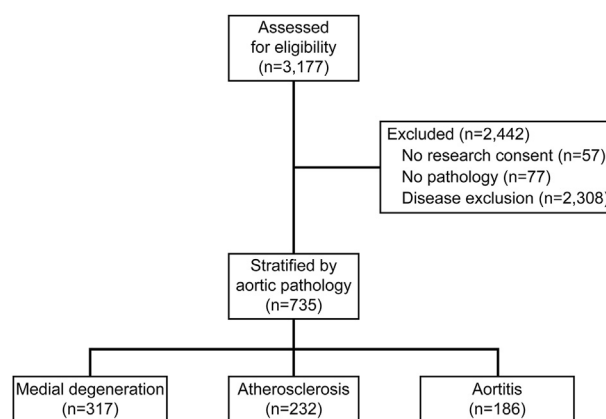 Assessed
for eligibility
(n=3,177)
Excluded (n=2,442)
No research consent (n=57)
No pathology (n=77)
Disease exclusion (n=2,308)
Stratified by
aortic pathology
(n=735)
Medial degeneration
(n=317)
Atherosclerosis
(n=232)
Aortitis
(n=186)